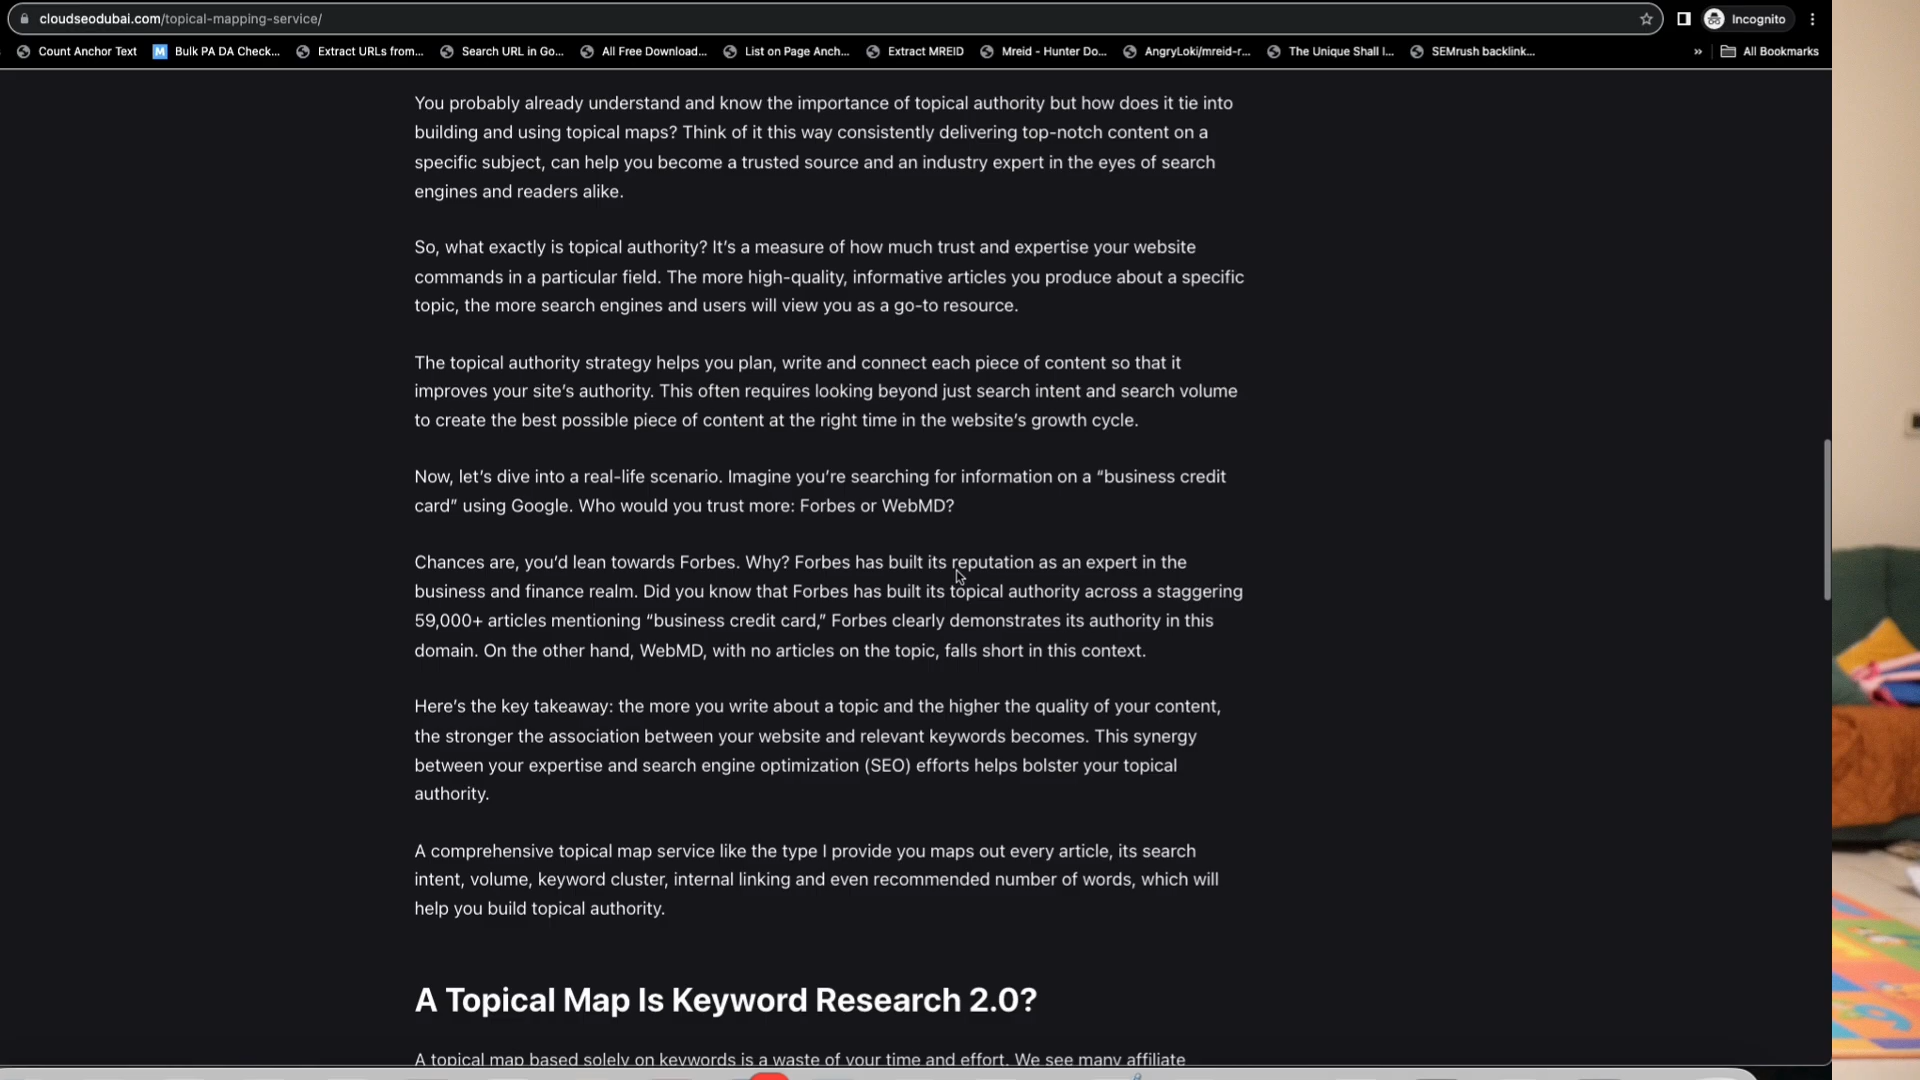 cloudseodubai.com/topical-mapping-service/
Incognito
Count Anchor Text
Bulk PA DA Check...
Extract URLs from...
Search URL in Go...
All Free Download...
List on Page Anch...
Extract MREID
Mreid - Hunter Do...
AngryLoki/mreid-r...
The Unique Shall I...
SEMrush backlink...
»
All Bookmarks
You probably already understand and know the importance of topical authority but how does it tie into
building and using topical maps? Think of it this way consistently delivering top-notch content on a
specific subject, can help you become a trusted source and an industry expert in the eyes of search
engines and readers alike.
So, what exactly is topical authority? It’s a measure of how much trust and expertise your website
commands in a particular field. The more high-quality, informative articles you produce about a specific
topic, the more search engines and users will view you as a go-to resource.
The topical authority strategy helps you plan, write and connect each piece of content so that it
improves your site’s authority. This often requires looking beyond just search intent and search volume
to create the best possible piece of content at the right time in the website’s growth cycle.
Now, let’s dive into a real-life scenario. Imagine you’re searching for information on a “business credit
card” using Google. Who would you trust more: Forbes or WebMD?
Chances are, you’d lean towards Forbes. Why? Forbes has built its reputation as an expert in the
business and finance realm. Did you know that Forbes has built its topical authority across a staggering
59,000+ articles mentioning “business credit card,” Forbes clearly demonstrates its authority in this
domain. On the other hand, WebMD, with no articles on the topic, falls short in this context.
Here’s the key takeaway: the more you write about a topic and the higher the quality of your content,
the stronger the association between your website and relevant keywords becomes. This synergy
between your expertise and search engine optimization (SEO) efforts helps bolster your topical
authority.
A comprehensive topical map service like the type I provide you maps out every article, its search
intent, volume, keyword cluster, internal linking and even recommended number of words, which will
help you build topical authority.
A Topical Map Is Keyword Research 2.0?
A topical map based solely on keywords is a waste of your time and effort. We see many affiliate